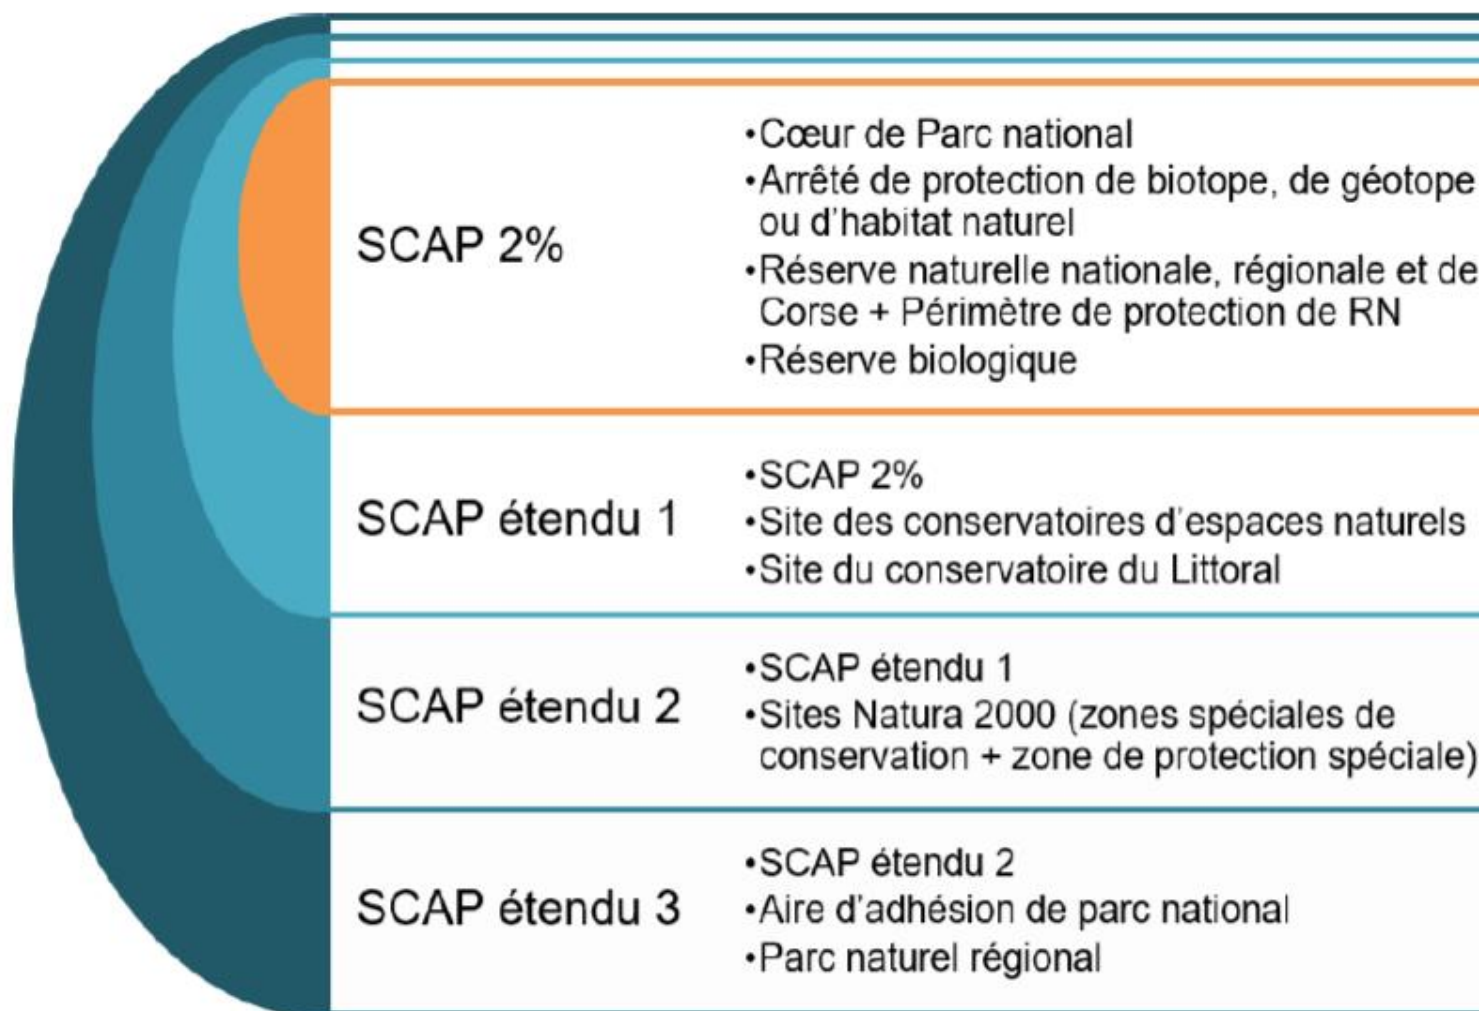 SCAP 2%
•Cœur de Parc national
•Arrêté de protection de biotope, de géotope
ou d'habitat naturel
•Réserve naturelle nationale, régionale et de
Corse + Périmètre de protection de RN
•Réserve biologique
SCAP étendu 1
•SCAP 2%
•Site des conservatoires d'espaces naturels
•Site du conservatoire du Littoral
SCAP étendu 2
•SCAP étendu 1
•Sites Natura 2000 (zones spéciales de
conservation + zone de protection spéciale)
SCAP étendu 3
•SCAP étendu 2
•Aire d'adhésion de parc national
•Parc naturel régional